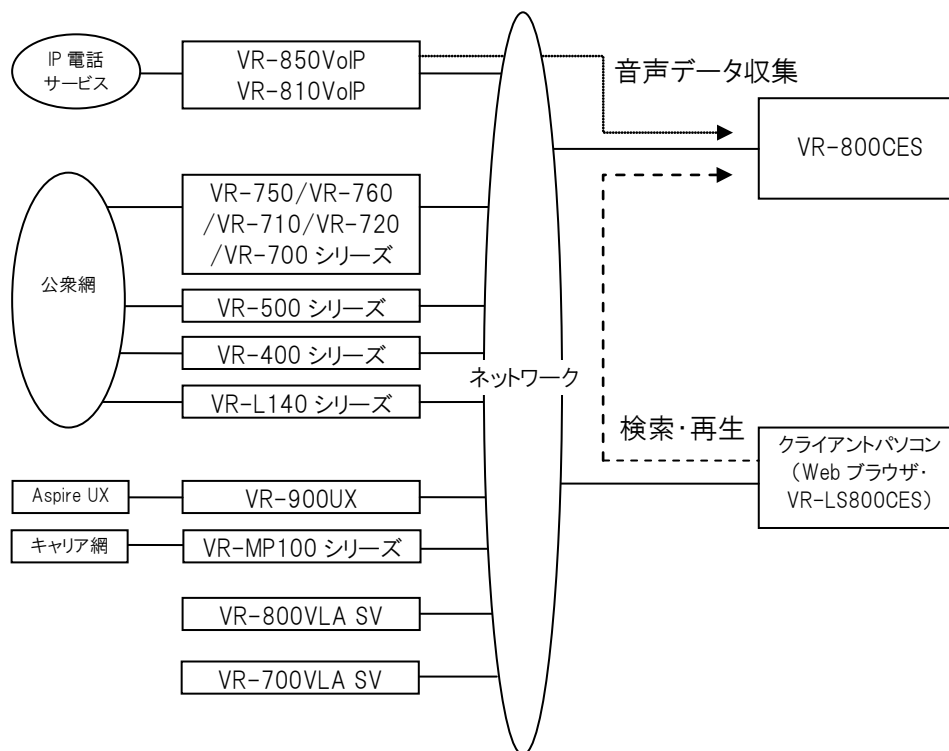 IP 電話
サービス
VR-850VoIP
VR-810VoIP
音声データ収集
VR-800CES
VR-750/VR-760
/VR-710/VR-720
/VR-700 シリーズ
公衆網
VR-500 シリーズ
VR-400 シリーズ
VR-L140 シリーズ
ネットワーク
検索・再生
クライアントパソコン
(Web ブラウザ・
VR-LS800CES)
Aspire UX
VR-900UX
キャリア網
VR-MP100 シリーズ
VR-800VLA SV
VR-700VLA SV